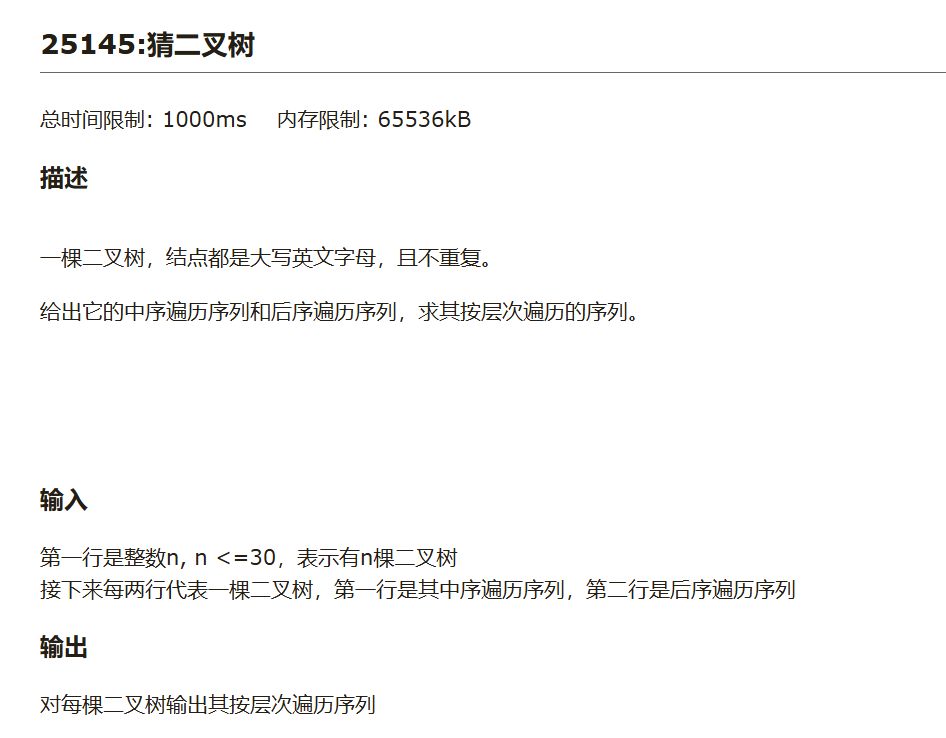 25145:猜二叉树
总时间限制: 1000ms 内存限制: 65536kB
描述
一棵二叉树，结点都是大写英文字母，且不重复。
给出它的中序遍历序列和后序遍历序列，求其按层次遍历的序列。
输入
第一行是整数n, n <=30，表示有n棵二叉树
接下来每两行代表一棵二叉树，第一行是其中序遍历序列，第二行是后序遍历序列
输出
对每棵二叉树输出其按层次遍历序列